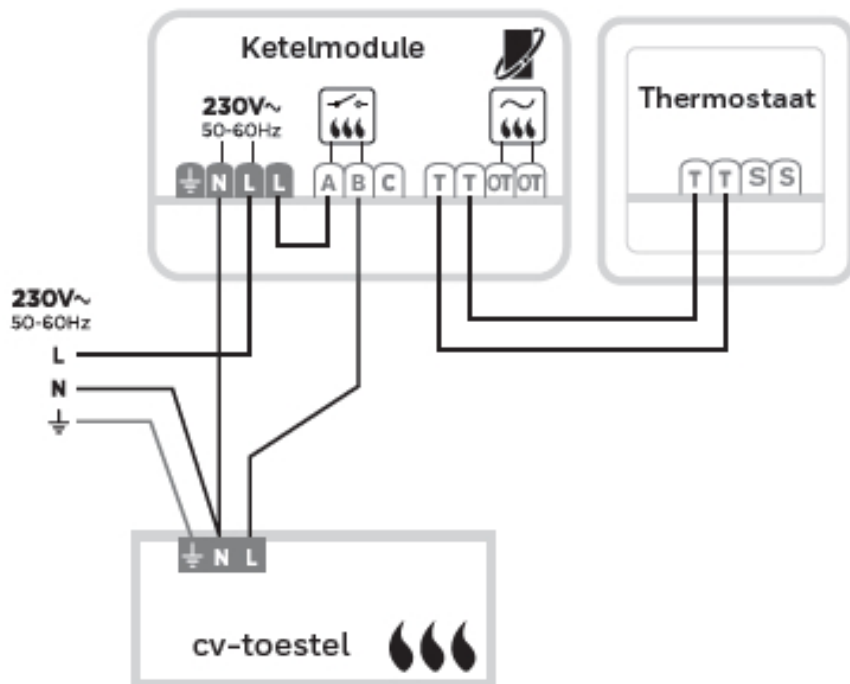 Ketelmodule
Thermostaat
230V~
50-60Hz
⏚ N L L A B C T T OT OT
T T S S
230V~
50-60Hz
L
N
⏚
⏚ N L
cv-toestel